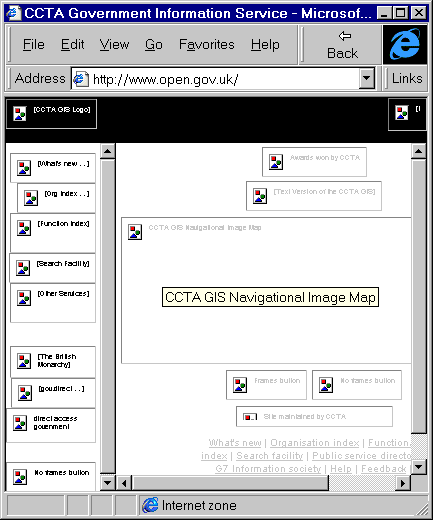 CCTA Government Information Service - Microsof...
File Edit View Go Favorites Help
Back
Address http://www.open.gov.uk/ Links
[CCTA GIS Logo]
[What's new ...]
[Org Index ...]
[Function Index]
[Search Facility]
[Other Services]
[The British
Monarchy]
[gov.direct ...]
direct access
government
No frames button
Awards won by CCTA
[Text Version of the CCTA GIS]
CCTA GIS Navigational Image Map
CCTA GIS Navigational Image Map
Frames button
No frames button
Site maintained by CCTA
What's new | Organisation index | Function
index | Search facility | Public service directo
G7 Information society | Help | Feedback
Internet zone